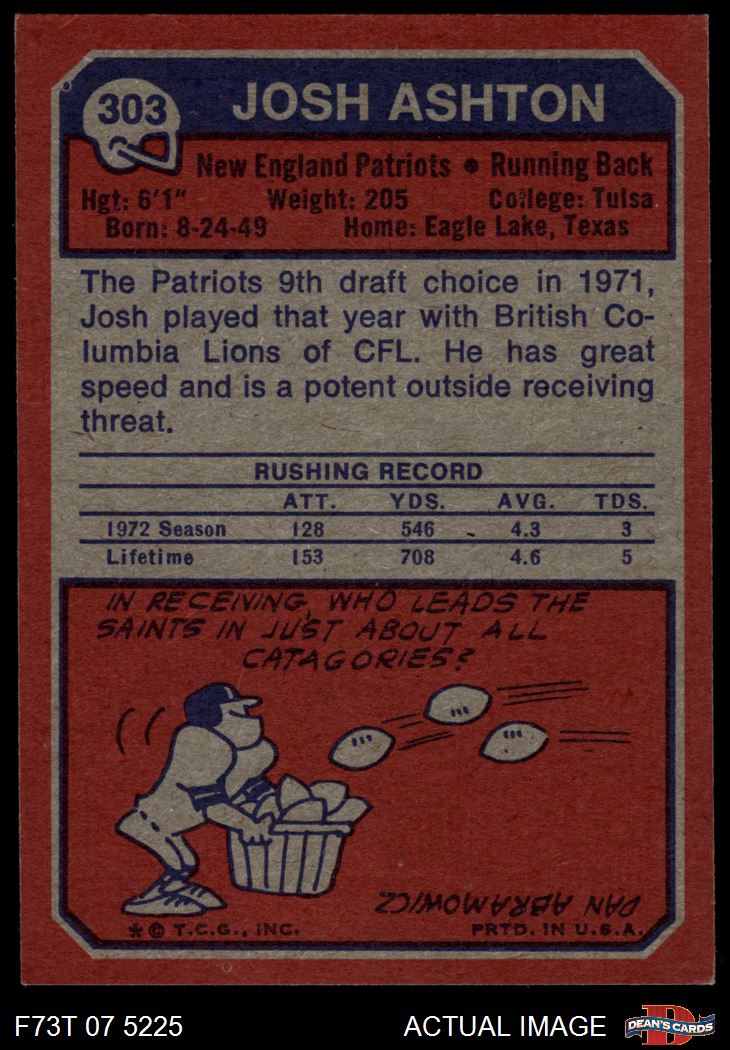 303
JOSH ASHTON
New England Patriots • Running Back
Hgt: 6'1" Weight: 205 College: Tulsa
Born: 8-24-49 Home: Eagle Lake, Texas
The Patriots 9th draft choice in 1971,
Josh played that year with British Co-
lumbia Lions of CFL. He has great
speed and is a potent outside receiving
threat.
RUSHING RECORD
ATT. YDS. AVG. TDS.
1972 Season 128 546 4.3 3
Lifetime 153 708 4.6 5
IN RECEIVING, WHO LEADS THE
SAINTS IN JUST ABOUT ALL
CATAGORIES?
DAN ABRAMOWICZ
* © T.C.G., INC. PRTD. IN U.S.A.
F73T 07 5225 ACTUAL IMAGE
D
DEAN'S CARDS